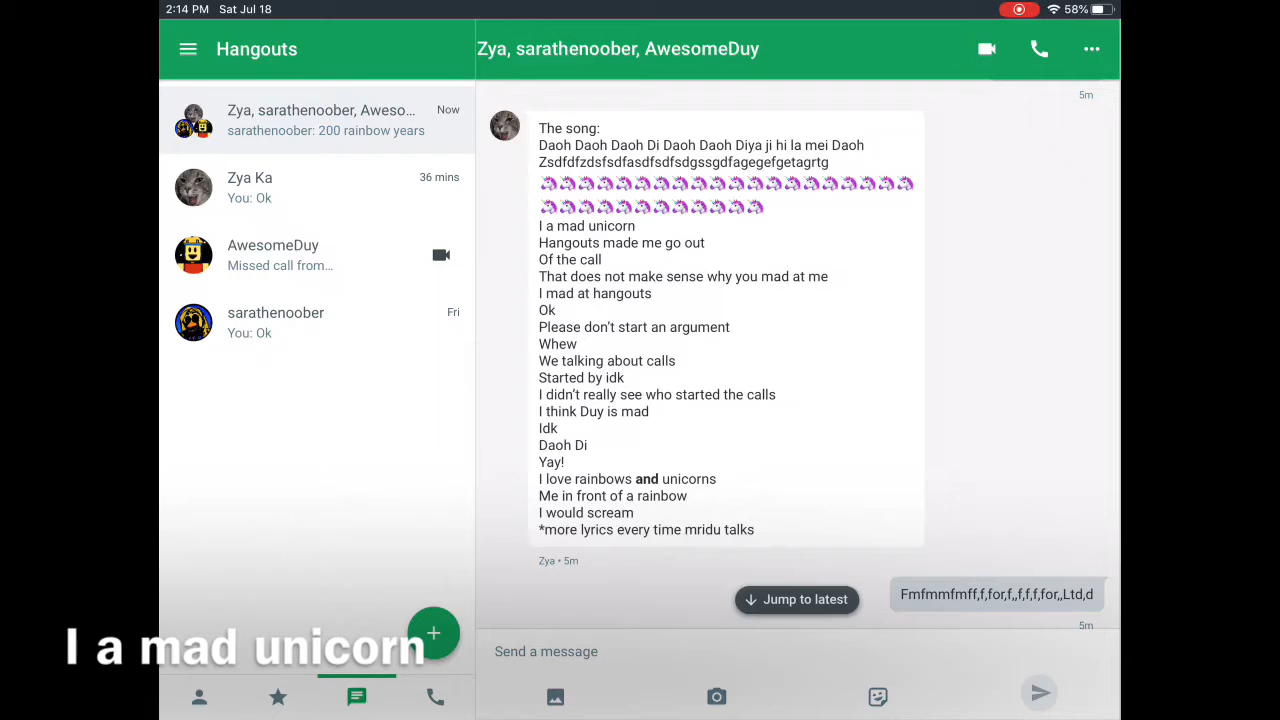 2:14 PM Sat Jul 18
58%
Hangouts
Zya, sarathenoober, AwesomeDuy
Zya, sarathenoober, Aweso...
Now
sarathenoober: 200 rainbow years
Zya Ka
36 mins
You: Ok
AwesomeDuy
Missed call from...
sarathenoober
Fri
You: Ok
5m
The song:
Daoh Daoh Daoh Di Daoh Daoh Diya ji hi la mei Daoh
Zsdfdfzdsfsdfasdfsdfsdgssgdfagegefgetagrtg
🦄🦄🦄🦄🦄🦄🦄🦄🦄🦄🦄🦄🦄🦄🦄🦄🦄🦄🦄🦄
🦄🦄🦄🦄🦄🦄🦄🦄🦄🦄🦄🦄
I a mad unicorn
Hangouts made me go out
Of the call
That does not make sense why you mad at me
I mad at hangouts
Ok
Please don't start an argument
Whew
We talking about calls
Started by idk
I didn't really see who started the calls
I think Duy is mad
Idk
Daoh Di
Yay!
I love rainbows and unicorns
Me in front of a rainbow
I would scream
*more lyrics every time mridu talks
Zya • 5m
Fmfmmfmff,f,for,f,,f,f,f,for,,Ltd,d
5m
Jump to latest
Send a message
I a mad unicorn